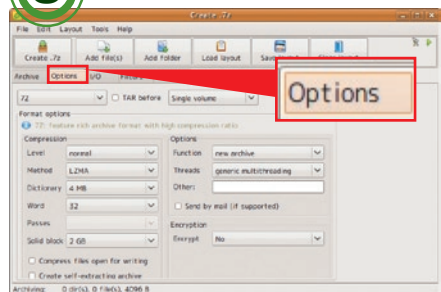 Create .7z
File Edit Layout Tools Help
Create .7z Add file(s) Add folder Load layout
Archive Options I/O
Options
7Z TAR before Single volume
Format options
7Z: feature rich archive format with high compression ratio
Compression Options
Level normal Function new archive
Method LZMA Threads generic multithreading
Dictionary 4 MB Other:
Word 32 Send by mail (if supported)
Passes Encryption
Solid block 2 GB Encrypt No
Compress files open for writing
Create self-extracting archive
Archiving: 0 dir(s), 0 file(s), 4096 B